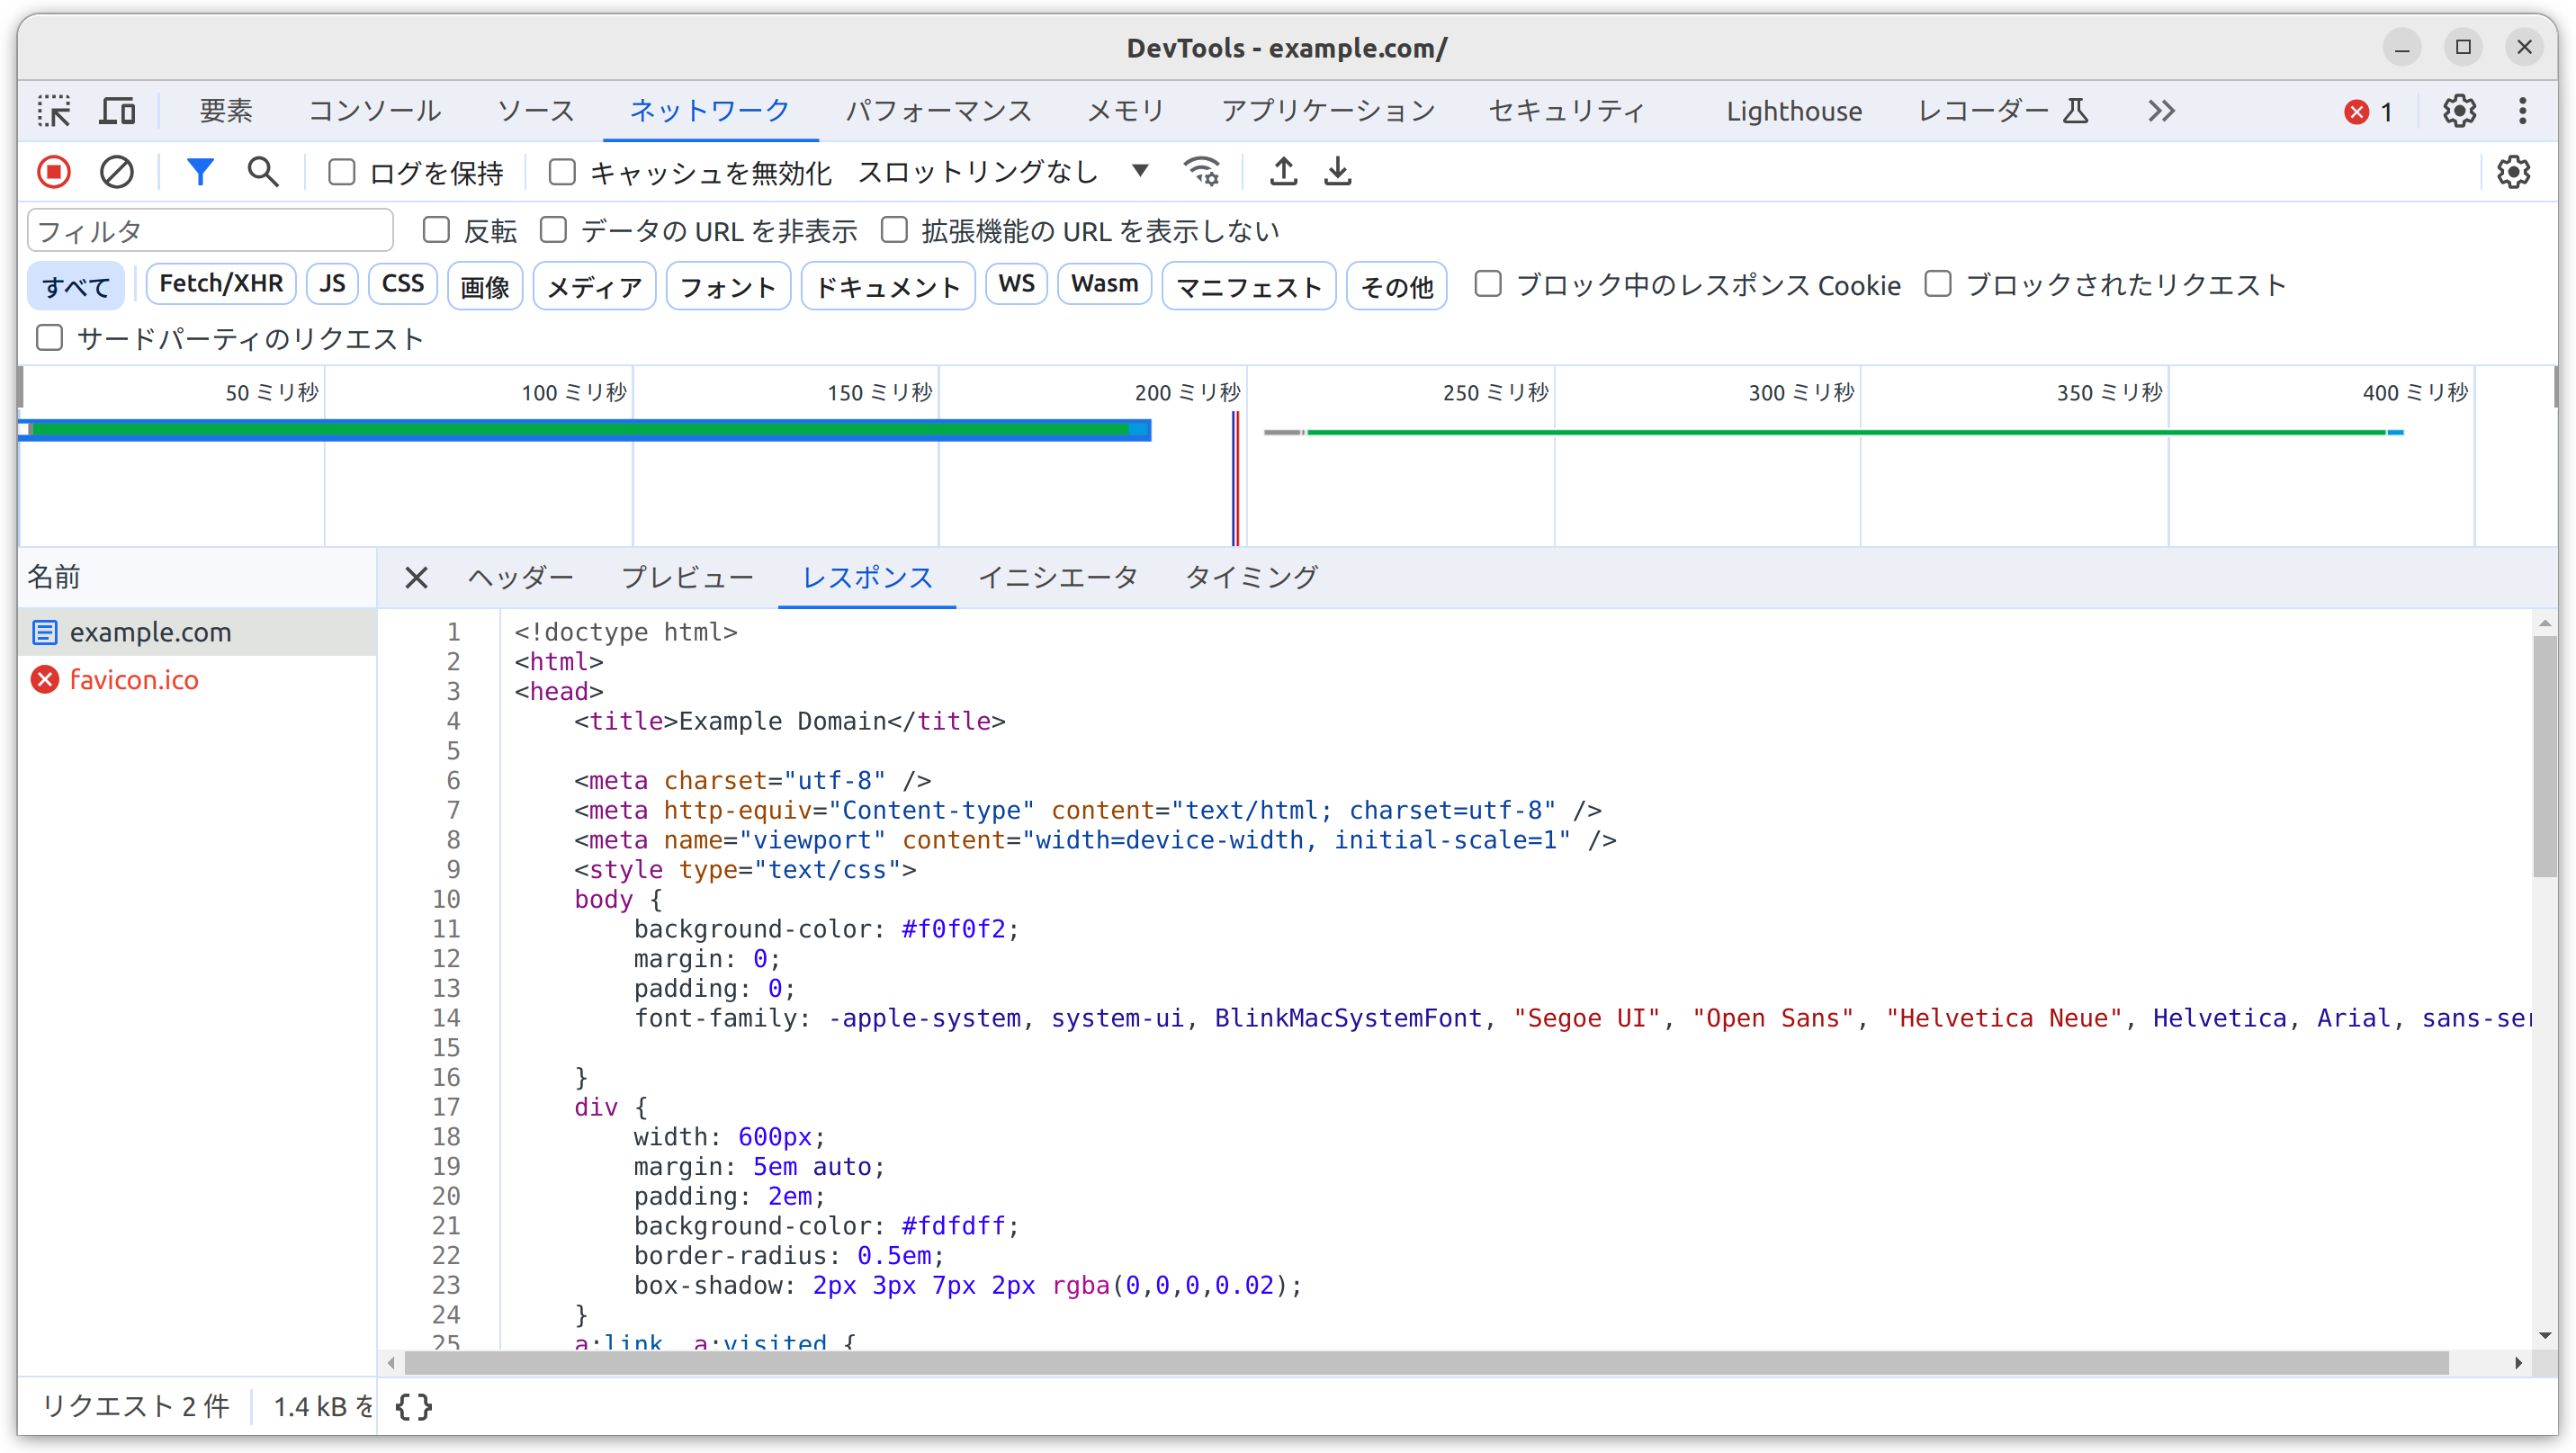 DevTools - example.com/
要素 コンソール ソース ネットワーク パフォーマンス メモリ アプリケーション セキュリティ Lighthouse レコーダー 1
ログを保持 キャッシュを無効化 スロットリングなし
フィルタ 反転 データの URL を非表示 拡張機能の URL を表示しない
すべて Fetch/XHR JS CSS 画像 メディア フォント ドキュメント WS Wasm マニフェスト その他 ブロック中のレスポンス Cookie ブロックされたリクエスト
サードパーティのリクエスト
50 ミリ秒 100 ミリ秒 150 ミリ秒 200 ミリ秒 250 ミリ秒 300 ミリ秒 350 ミリ秒 400 ミリ秒
名前 ヘッダー プレビュー レスポンス イニシエータ タイミング
example.com
favicon.ico
1 <!doctype html>
2 <html>
3 <head>
4 <title>Example Domain</title>
5
6 <meta charset="utf-8" />
7 <meta http-equiv="Content-type" content="text/html; charset=utf-8" />
8 <meta name="viewport" content="width=device-width, initial-scale=1" />
9 <style type="text/css">
10 body {
11 background-color: #f0f0f2;
12 margin: 0;
13 padding: 0;
14 font-family: -apple-system, system-ui, BlinkMacSystemFont, "Segoe UI", "Open Sans", "Helvetica Neue", Helvetica, Arial, sans-ser
15
16 }
17 div {
18 width: 600px;
19 margin: 5em auto;
20 padding: 2em;
21 background-color: #fdfdff;
22 border-radius: 0.5em;
23 box-shadow: 2px 3px 7px 2px rgba(0,0,0,0.02);
24 }
25 a:link, a:visited {
リクエスト 2 件 1.4 kB を { }